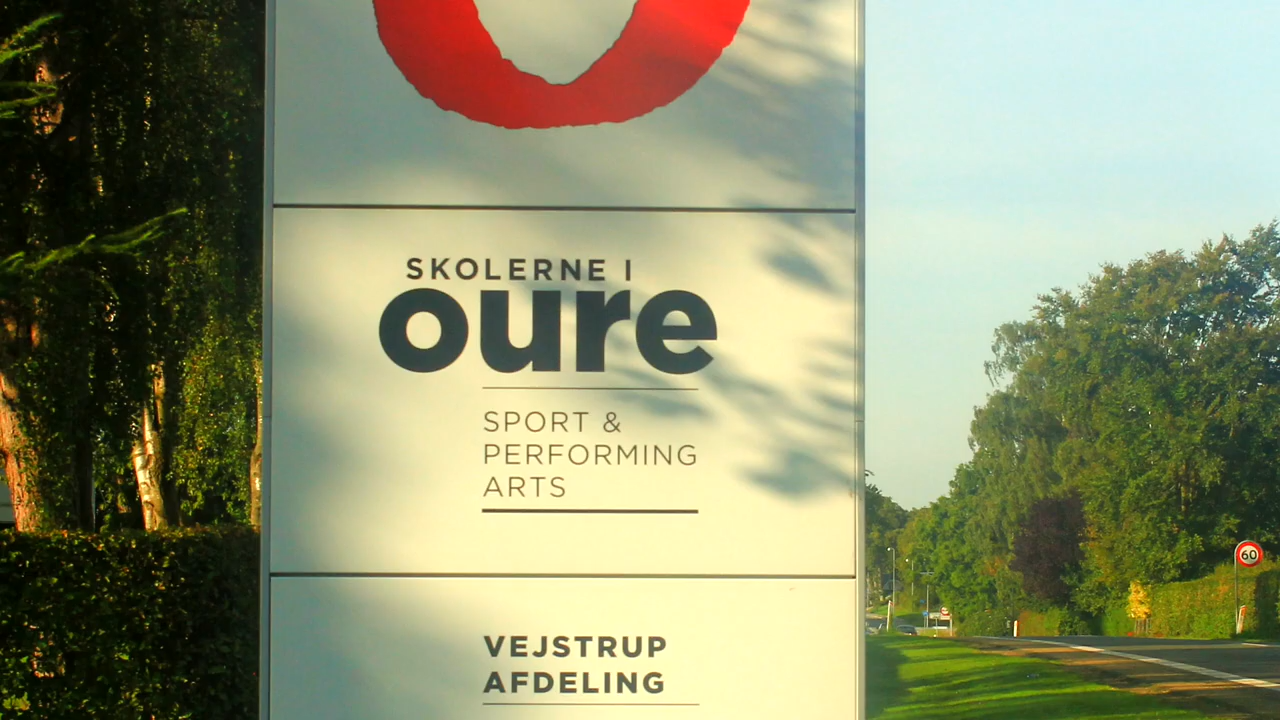 SKOLERNE I
oure
SPORT &
PERFORMING
ARTS
VEJSTRUP
AFDELING
60